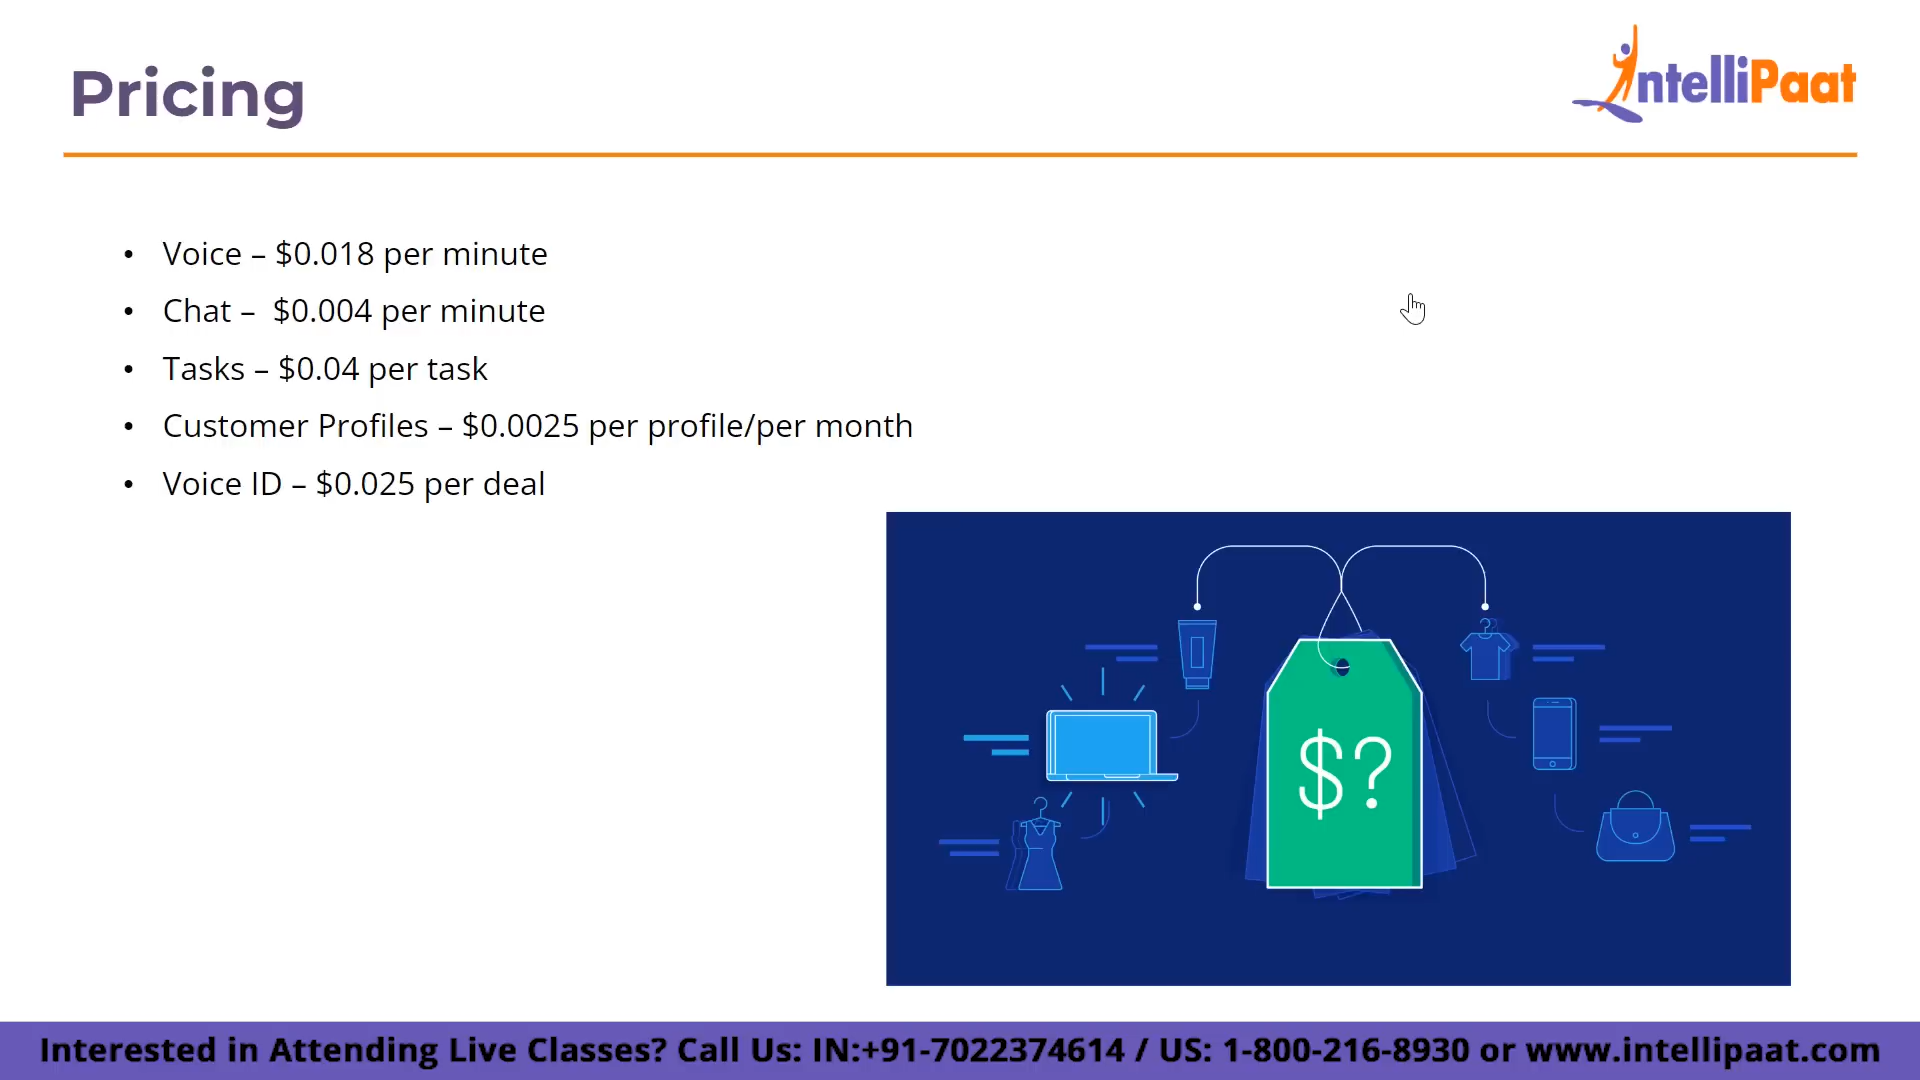 Pricing
IntelliPaat
• Voice – $0.018 per minute
• Chat –  $0.004 per minute
• Tasks – $0.04 per task
• Customer Profiles – $0.0025 per profile/per month
• Voice ID – $0.025 per deal
$?
Interested in Attending Live Classes? Call Us: IN:+91-7022374614 / US: 1-800-216-8930 or www.intellipaat.com